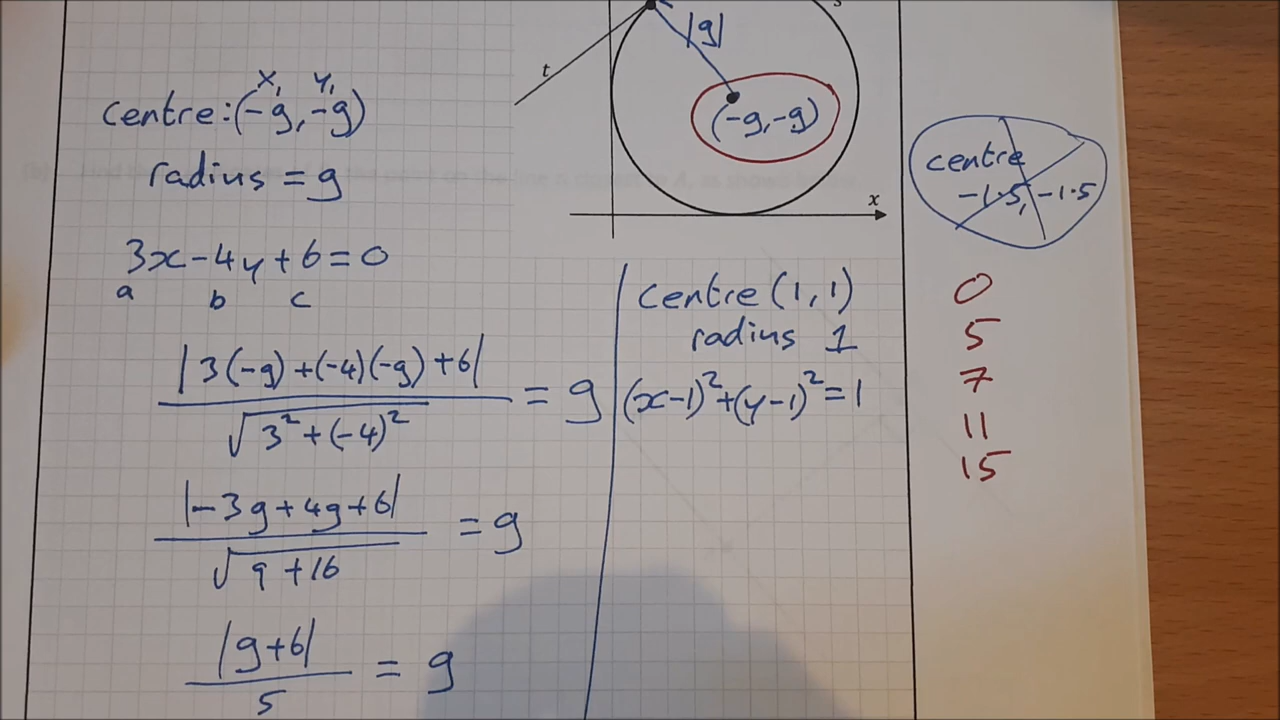 s
|g|
t
x₁ y₁
centre:(-g,-g)
(-g,-g)
radius = g
x
centre
-1.5,-1.5
3x-4y+6=0
a b c
|3(-g)+(-4)(-g)+6| / √3²+(-4)² = g
|-3g+4g+6| / √9+16 = g
|g+6| / 5 = g
centre (1,1)
radius 1
(x-1)²+(y-1)²=1
0
5
7
11
15